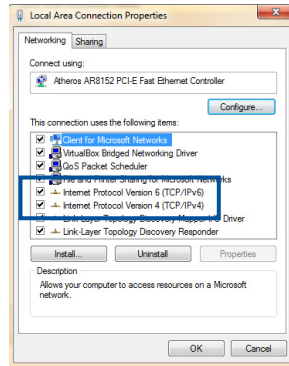 Local Area Connection Properties
Networking Sharing
Connect using:
Atheros AR8152 PCI-E Fast Ethernet Controller
Configure...
This connection uses the following items:
Client for Microsoft Networks
VirtualBox Bridged Networking Driver
QoS Packet Scheduler
File and Printer Sharing for Microsoft Networks
Internet Protocol Version 6 (TCP/IPv6)
Internet Protocol Version 4 (TCP/IPv4)
Link-Layer Topology Discovery Mapper I/O Driver
Link-Layer Topology Discovery Responder
Install... Uninstall Properties
Description
Allows your computer to access resources on a Microsoft
network.
OK Cancel